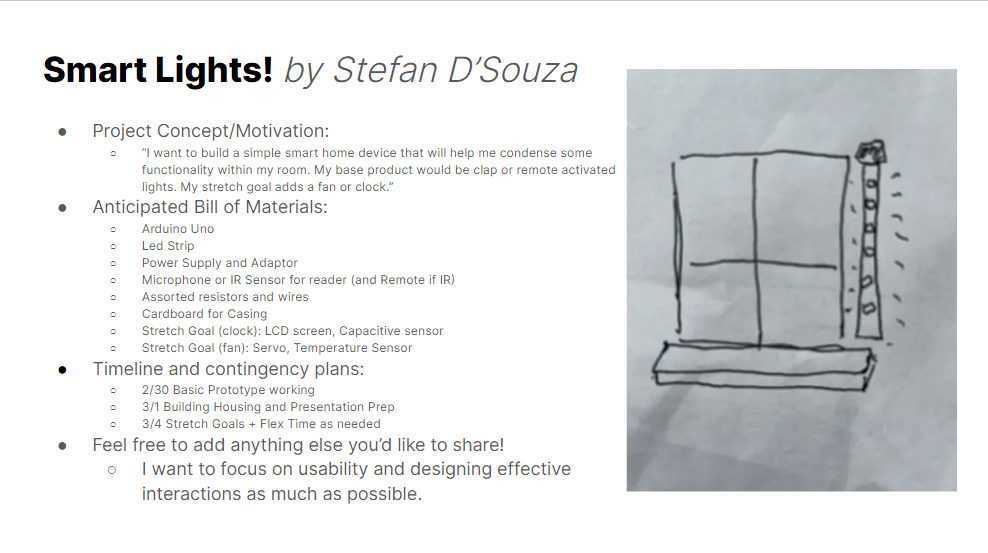 Smart Lights! by Stefan D’Souza
● Project Concept/Motivation:
○ “I want to build a simple smart home device that will help me condense some
functionality within my room. My base product would be clap or remote activated
lights. My stretch goal adds a fan or clock.”
● Anticipated Bill of Materials:
○ Arduino Uno
○ Led Strip
○ Power Supply and Adaptor
○ Microphone or IR Sensor for reader (and Remote if IR)
○ Assorted resistors and wires
○ Cardboard for Casing
○ Stretch Goal (clock): LCD screen, Capacitive sensor
○ Stretch Goal (fan): Servo, Temperature Sensor
● Timeline and contingency plans:
○ 2/30 Basic Prototype working
○ 3/1 Building Housing and Presentation Prep
○ 3/4 Stretch Goals + Flex Time as needed
● Feel free to add anything else you’d like to share!
○ I want to focus on usability and designing effective
interactions as much as possible.